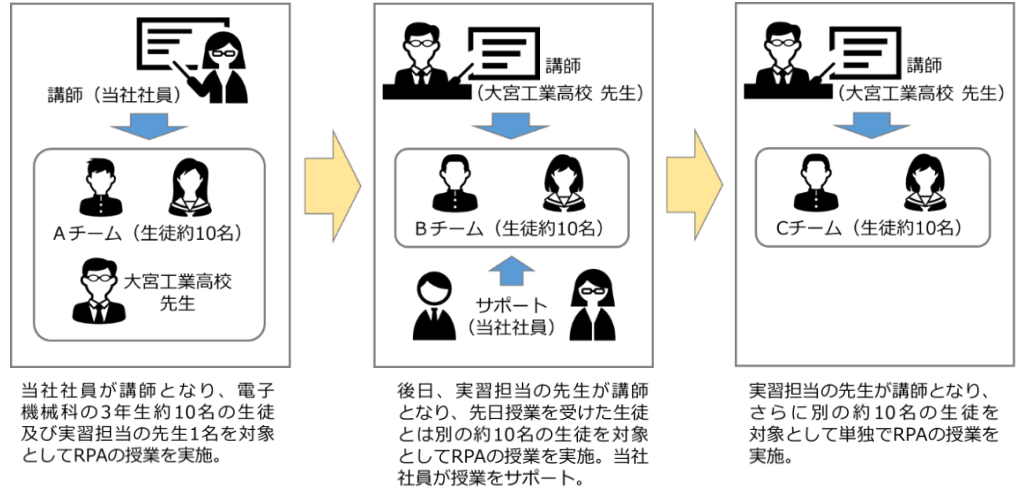 講師（当社社員）
Aチーム（生徒約10名）
大宮工業高校
先生
当社社員が講師となり、電子
機械科の3年生約10名の生徒
及び実習担当の先生1名を対象
としてRPAの授業を実施。
講師
（大宮工業高校 先生）
Bチーム（生徒約10名）
サポート
（当社社員）
後日、実習担当の先生が講師
となり、先日授業を受けた生徒
とは別の約10名の生徒を対象
としてRPAの授業を実施。当社
社員が授業をサポート。
講師
（大宮工業高校 先生）
Cチーム（生徒約10名）
実習担当の先生が講師となり、
さらに別の約10名の生徒を
対象として単独でRPAの授業を
実施。